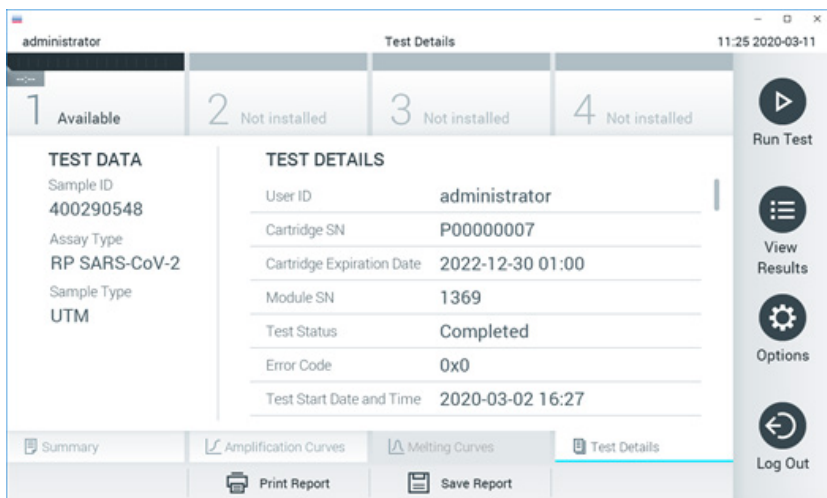 administrator
Test Details
11:25 2020-03-11
--:--
1 Available
2 Not installed
3 Not installed
4 Not installed
Run Test
View
Results
Options
Log Out
TEST DATA
Sample ID
400290548
Assay Type
RP SARS-CoV-2
Sample Type
UTM
TEST DETAILS
User ID administrator
Cartridge SN P00000007
Cartridge Expiration Date 2022-12-30 01:00
Module SN 1369
Test Status Completed
Error Code 0x0
Test Start Date and Time 2020-03-02 16:27
Summary
Amplification Curves
Melting Curves
Test Details
Print Report
Save Report